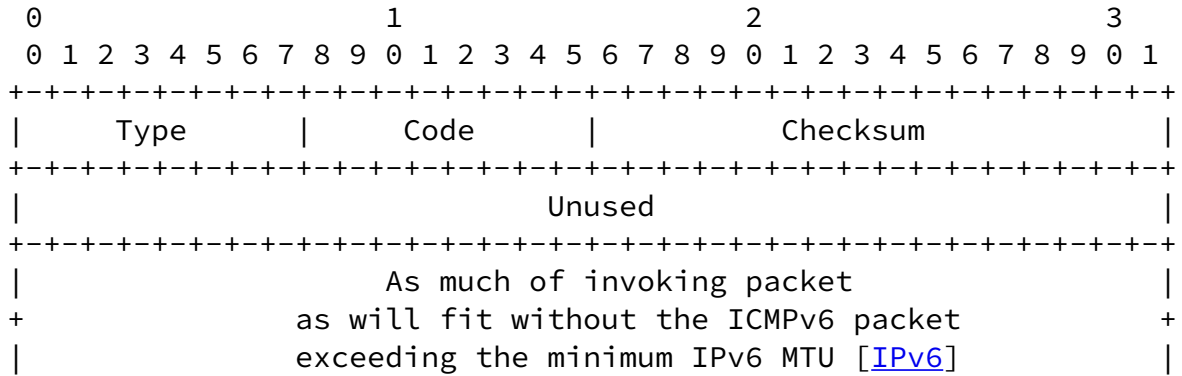 0                   1                   2                   3
 0 1 2 3 4 5 6 7 8 9 0 1 2 3 4 5 6 7 8 9 0 1 2 3 4 5 6 7 8 9 0 1
+-+-+-+-+-+-+-+-+-+-+-+-+-+-+-+-+-+-+-+-+-+-+-+-+-+-+-+-+-+-+-+-+
|     Type      |     Code      |          Checksum             |
+-+-+-+-+-+-+-+-+-+-+-+-+-+-+-+-+-+-+-+-+-+-+-+-+-+-+-+-+-+-+-+-+
|                             Unused                            |
+-+-+-+-+-+-+-+-+-+-+-+-+-+-+-+-+-+-+-+-+-+-+-+-+-+-+-+-+-+-+-+-+
|                    As much of invoking packet                 |
+               as will fit without the ICMPv6 packet           +
|               exceeding the minimum IPv6 MTU [IPv6]           |